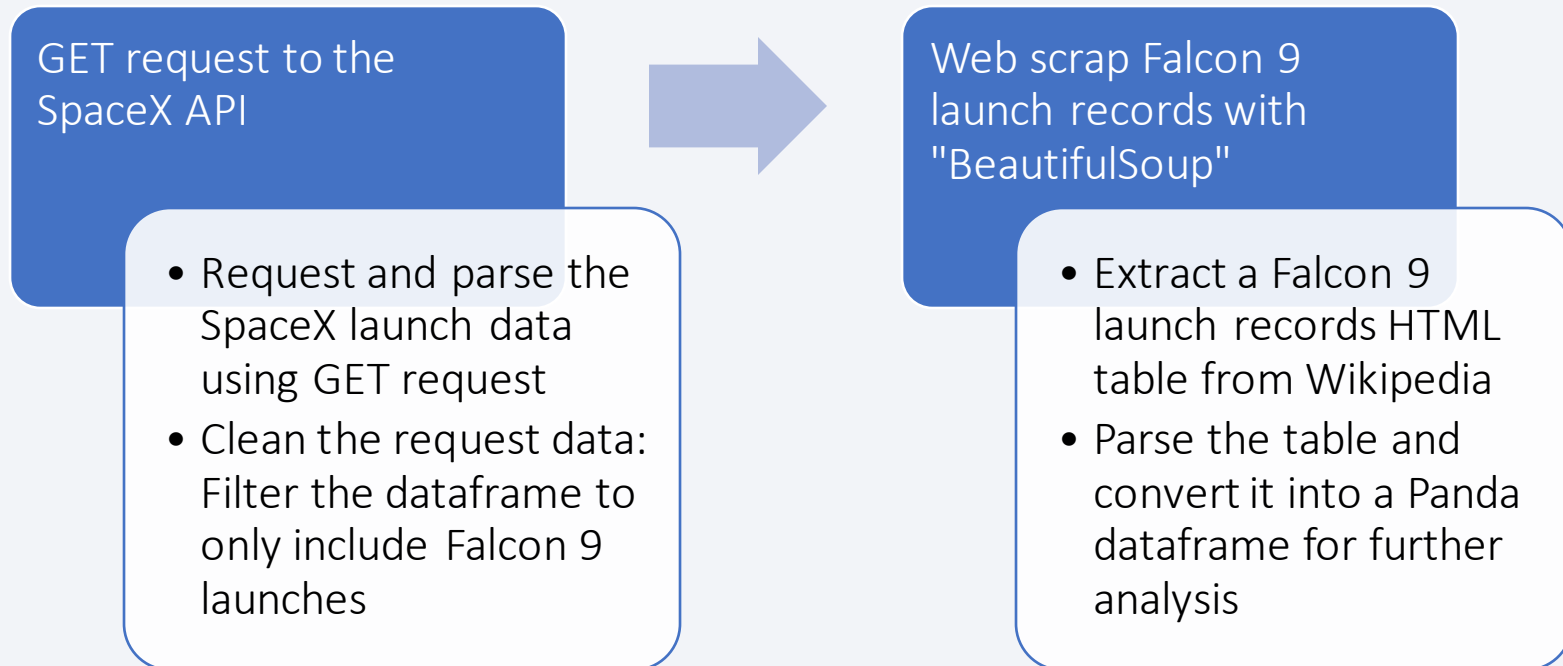 GET request to the
SpaceX API
• Request and parse the
SpaceX launch data
using GET request
• Clean the request data:
Filter the dataframe to
only include Falcon 9
launches
Web scrap Falcon 9
launch records with
"BeautifulSoup"
• Extract a Falcon 9
launch records HTML
table from Wikipedia
• Parse the table and
convert it into a Panda
dataframe for further
analysis